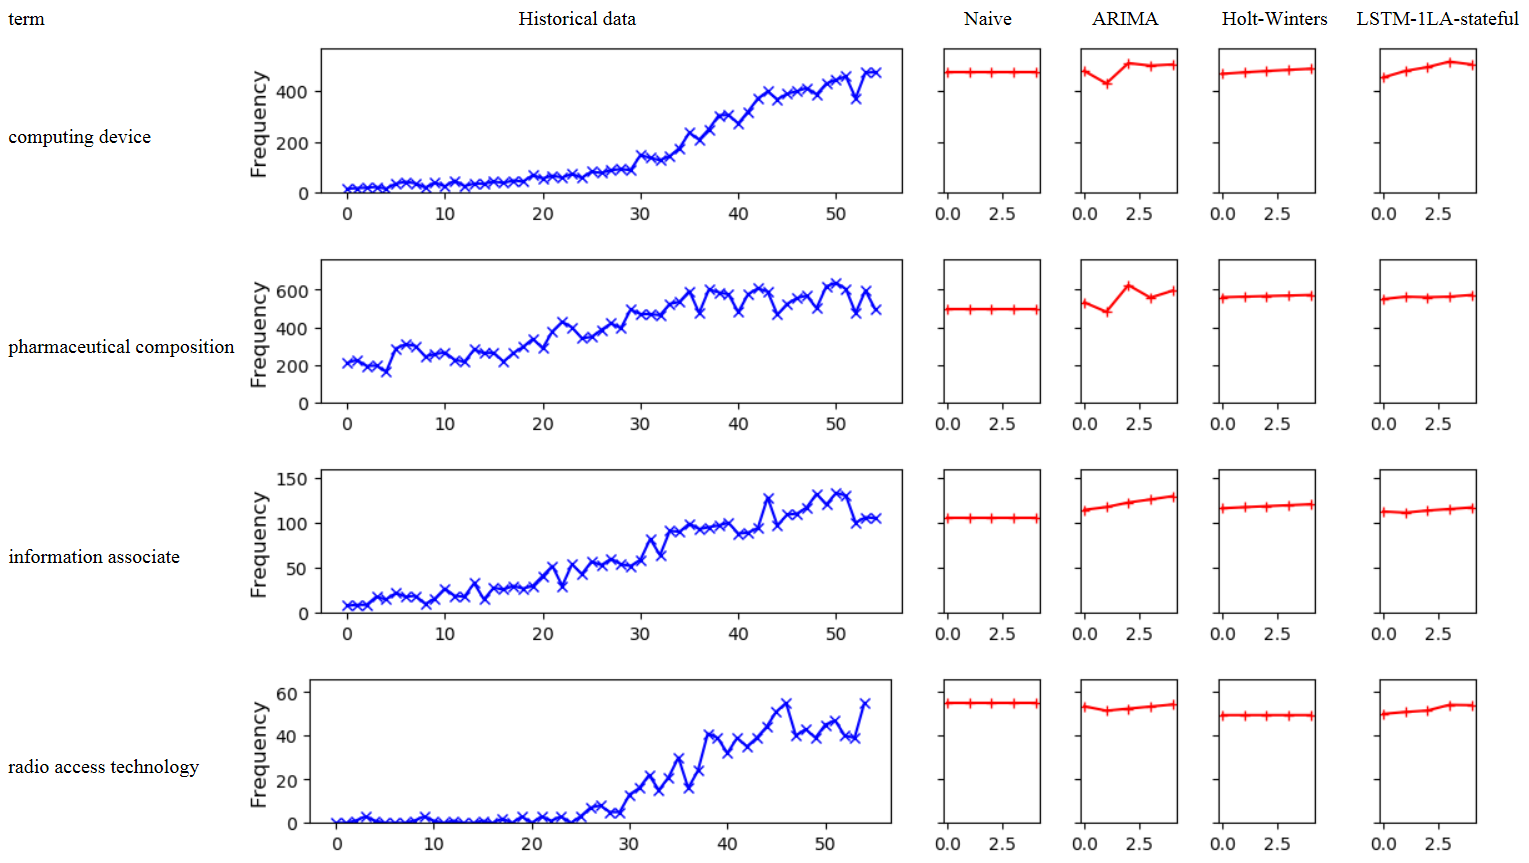 term Historical data Naive ARIMA Holt-Winters LSTM-1LA-stateful
computing device
Frequency
400
200
0
0 10 20 30 40 50
0.0 2.5
0.0 2.5
0.0 2.5
0.0 2.5
pharmaceutical composition
Frequency
600
400
200
0
0 10 20 30 40 50
0.0 2.5
0.0 2.5
0.0 2.5
0.0 2.5
information associate
Frequency
150
100
50
0
0 10 20 30 40 50
0.0 2.5
0.0 2.5
0.0 2.5
0.0 2.5
radio access technology
Frequency
60
40
20
0
0 10 20 30 40 50
0.0 2.5
0.0 2.5
0.0 2.5
0.0 2.5